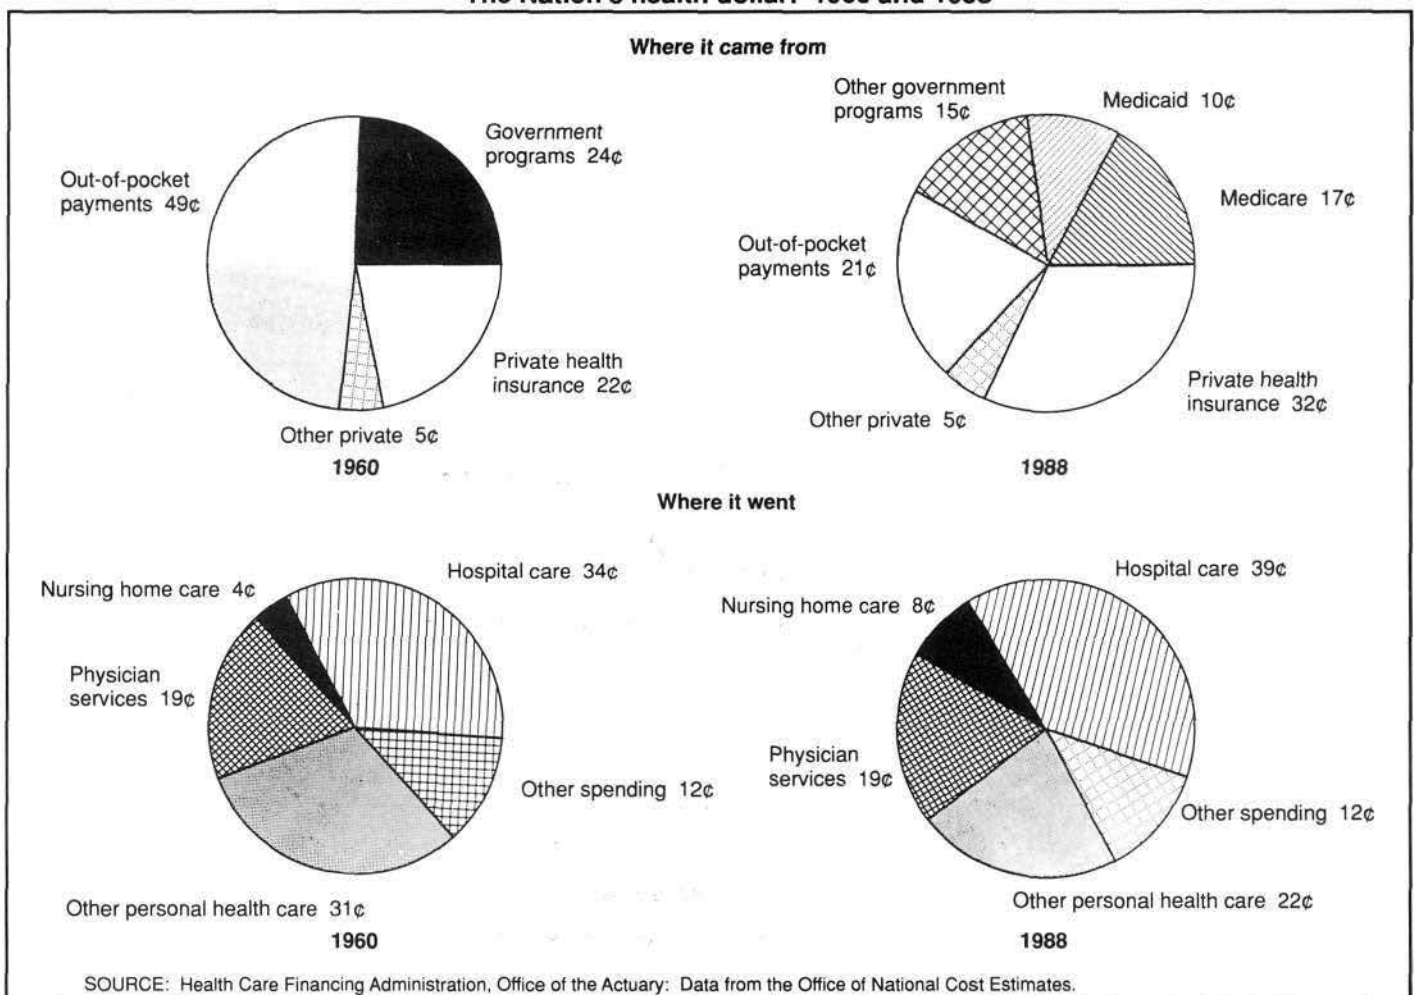 Where it came from
Government
programs 24¢
Out-of-pocket
payments 49¢
Private health
insurance 22¢
Other private 5¢
1960
Other government
programs 15¢
Medicaid 10¢
Medicare 17¢
Out-of-pocket
payments 21¢
Private health
insurance 32¢
Other private 5¢
1988
Where it went
Hospital care 34¢
Nursing home care 4¢
Physician
services 19¢
Other spending 12¢
Other personal health care 31¢
1960
Hospital care 39¢
Nursing home care 8¢
Physician
services 19¢
Other spending 12¢
Other personal health care 22¢
1988
SOURCE: Health Care Financing Administration, Office of the Actuary: Data from the Office of National Cost Estimates.